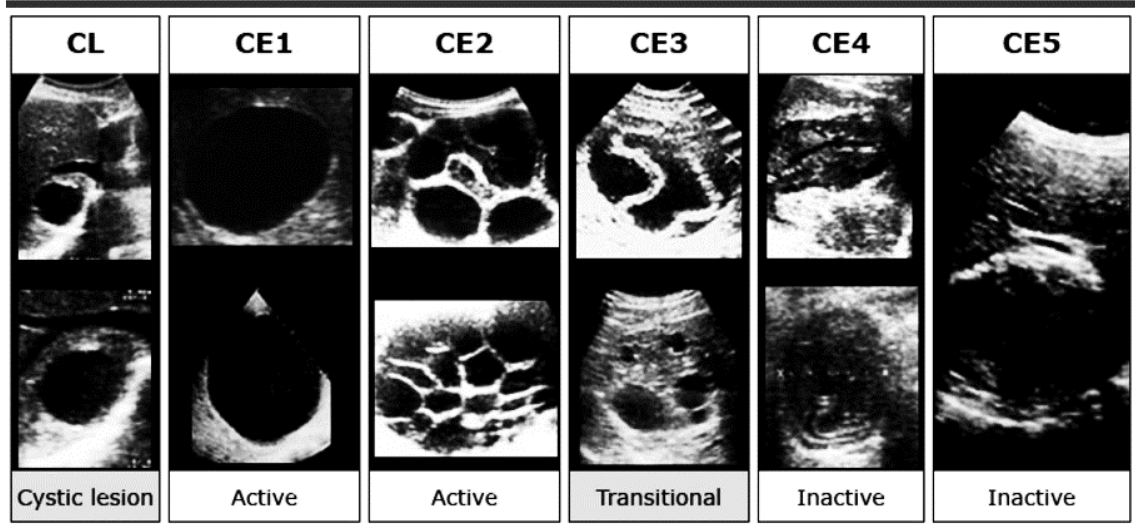 CL
CE1
CE2
CE3
CE4
CE5
Cystic lesion
Active
Active
Transitional
Inactive
Inactive